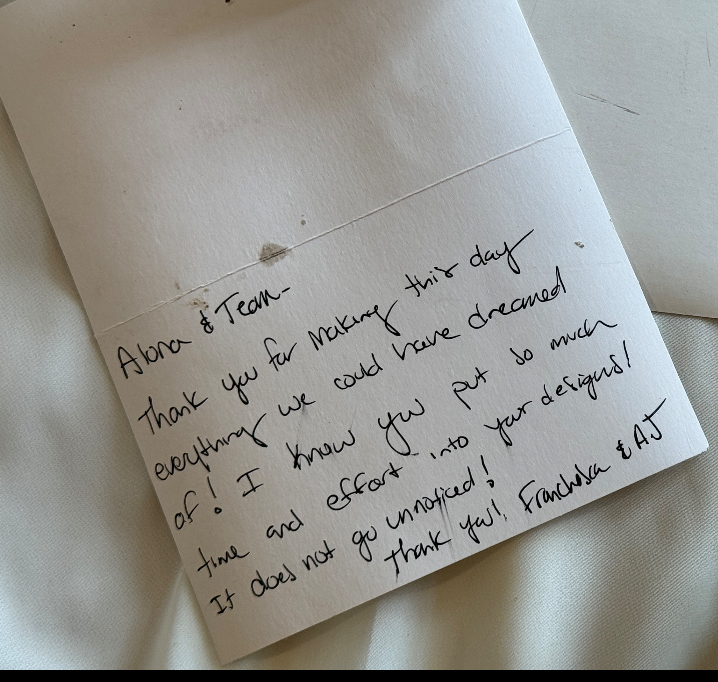 Alona & Team-
Thank you for making this day
everything we could have dreamed
of! I know you put so much
time and effort into your designs!
It does not go unnoticed!
Thank you! Franchesca & AJ